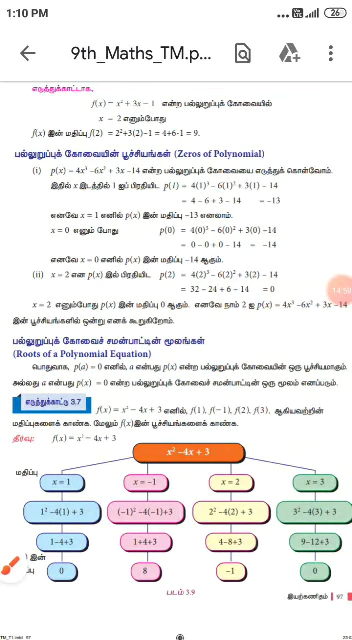 1:10 PM
26
9th_Maths_TM.p...
எடுத்துக்காட்டாக,
f(x) = x² + 3x − 1 என்ற பல்லுறுப்புக் கோவையில்
x = 2 எனும்போது
f(x) இன் மதிப்பு f(2) = 2²+3(2)−1 = 4+6-1 = 9.
பல்லுறுப்புக் கோவையின் பூச்சியங்கள் (Zeros of Polynomial)
(i) p(x) = 4x³ −6x² + 3x −14 என்ற பல்லுறுப்புக் கோவையை எடுத்துக் கொள்வோம்.
இதில் x இடத்தில் 1 ஐப் பிரதியிட p(1) = 4(1)³ − 6(1)² + 3(1) − 14
= 4 − 6 + 3 − 14 = −13
எனவே x = 1 எனில் p(x) இன் மதிப்பு −13 எனலாம்.
x = 0 எனும் போது p(0) = 4(0)³ − 6(0)² + 3(0) −14
= 0 − 0 + 0 − 14 = −14
எனவே x = 0 எனில் p(x) இன் மதிப்பு −14 ஆகும்.
(ii) x = 2 என p(x) இல் பிரதியிட p(2) = 4(2)³ − 6(2)² + 3(2) − 14
= 32 − 24 + 6 − 14 = 0
14:50
x = 2 எனும்போது p(x) இன் மதிப்பு 0 ஆகும். எனவே நாம் 2 ஐ p(x) = 4x³ −6x² + 3x −14
இன் பூச்சியங்களில் ஒன்று எனக் கூறுகிறோம்.
பல்லுறுப்புக் கோவைச் சமன்பாட்டின் மூலங்கள்
(Roots of a Polynomial Equation)
பொதுவாக, p(a) = 0 எனில், a என்பது p(x) என்ற பல்லுறுப்புக் கோவையின் ஒரு பூச்சியமாகும்.
அல்லது a என்பது p(x) = 0 என்ற பல்லுறுப்புக் கோவைச் சமன்பாட்டின் ஒரு மூலம் எனப்படும்.
எடுத்துக்காட்டு 3.7 f(x) = x² − 4x + 3 எனில், f(1), f(−1), f(2), f(3), ஆகியவற்றின்
மதிப்புகளைக் காண்க. மேலும் f(x)இன் பூச்சியங்களைக் காண்க.
தீர்வு: f(x) = x² − 4x + 3
x² −4x + 3
மதிப்பு x = 1 x = −1 x = 2 x = 3
1² −4(1) + 3 (−1)² −4(−1)+3 2² −4(2) + 3 3² −4(3) + 3
1−4+3 1+4+3 4−8+3 9−12+3
இன்
0 8 −1 0
படம் 3.9
இயற்கணிதம் 97